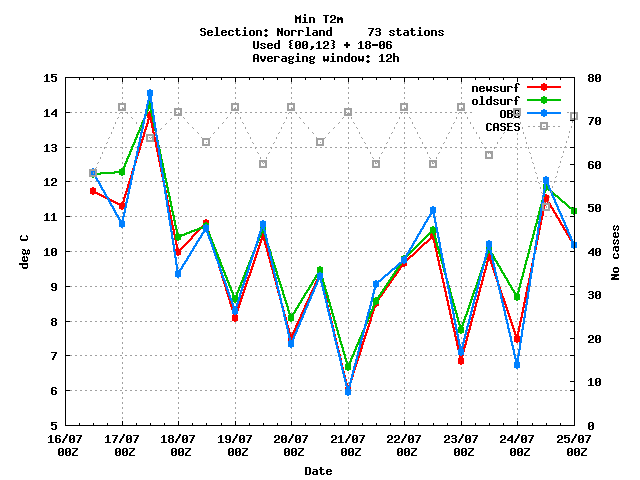 Min T2m
Selection: Norrland 73 stations
Used {00,12} + 18-06
Averaging window: 12h
15 80
newsurf
14 oldsurf
70
OBS
13 CASES
12 60
11 50
deg C No cases
10 40
9 30
8
20
7
6 10
5 0
16/07 17/07 18/07 19/07 20/07 21/07 22/07 23/07 24/07 25/07
00Z 00Z 00Z 00Z 00Z 00Z 00Z 00Z 00Z 00Z
Date